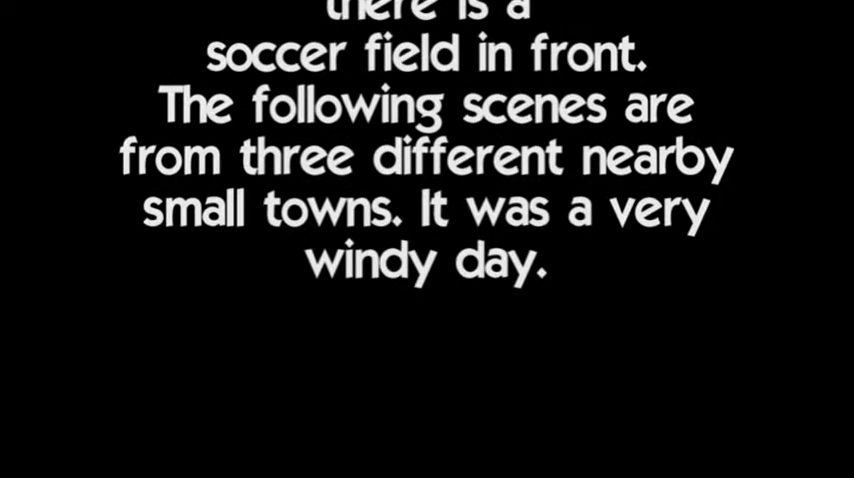 there is a
soccer field in front.
The following scenes are
from three different nearby
small towns. It was a very
windy day.